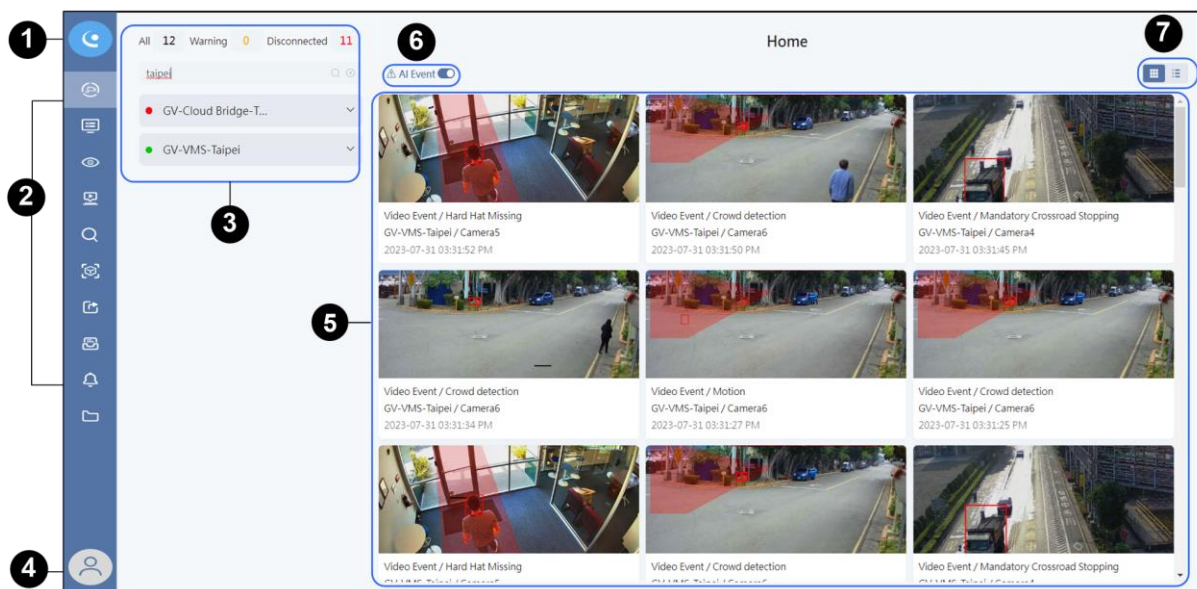 1
2
3
4
5
6
7
All 12 Warning 0 Disconnected 11
taipei
GV-Cloud Bridge-T...
GV-VMS-Taipei
Home
AI Event
Video Event / Hard Hat Missing
GV-VMS-Taipei / Camera5
2023-07-31 03:31:52 PM
Video Event / Crowd detection
GV-VMS-Taipei / Camera6
2023-07-31 03:31:50 PM
Video Event / Mandatory Crossroad Stopping
GV-VMS-Taipei / Camera4
2023-07-31 03:31:45 PM
Video Event / Crowd detection
GV-VMS-Taipei / Camera6
2023-07-31 03:31:34 PM
Video Event / Motion
GV-VMS-Taipei / Camera6
2023-07-31 03:31:27 PM
Video Event / Crowd detection
GV-VMS-Taipei / Camera6
2023-07-31 03:31:25 PM
Video Event / Hard Hat Missing
Video Event / Crowd detection
Video Event / Mandatory Crossroad Stopping